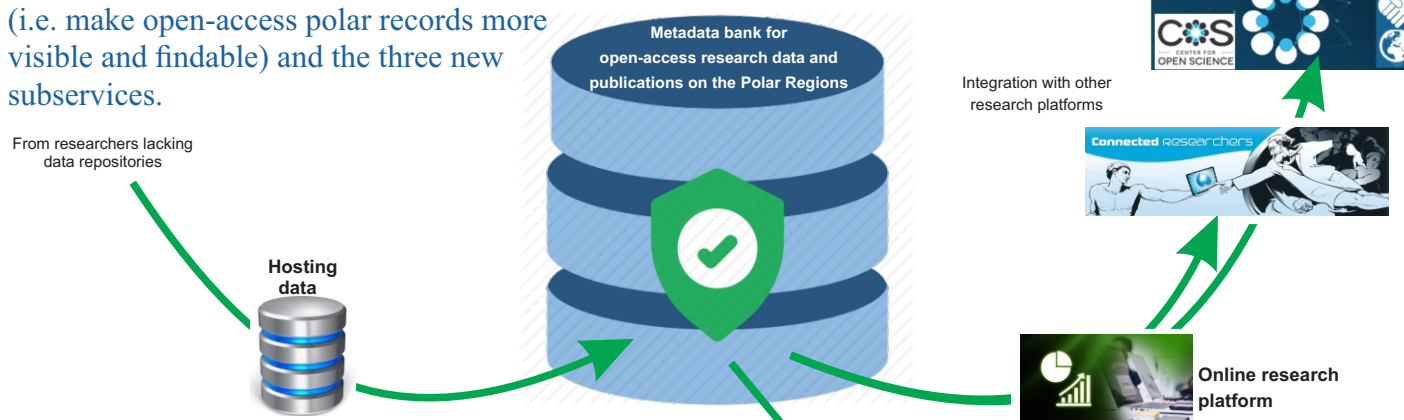 (i.e. make open-access polar records more
visible and findable) and the three new
subservices.
From researchers lacking
data repositories
Hosting
data
Metadata bank for
open-access research data and
publications on the Polar Regions
Integration with other
research platforms
COS
CENTER FOR
OPEN SCIENCE
Connected Researchers
Online research
platform